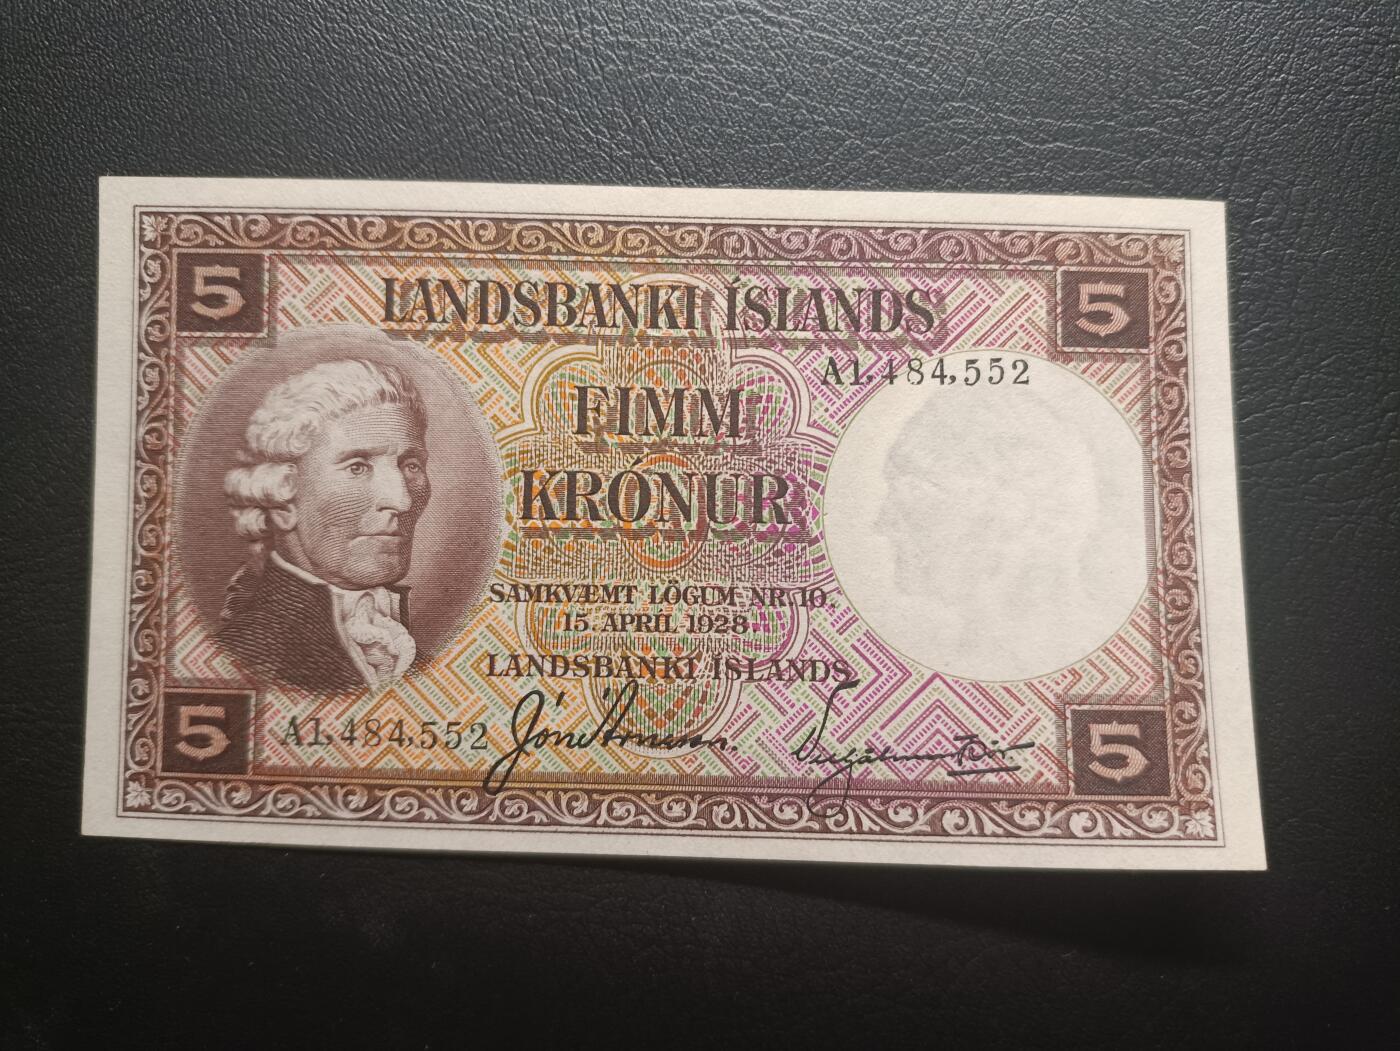 5
5
LANDSBANKI ÍSLANDS
A1,484,552
FIMM
KRÓNUR
SAMKVÆMT LÖGUM NR 10,
15. APRÍL 1928.
LANDSBANKI ÍSLANDS
A1,484,552
5
5